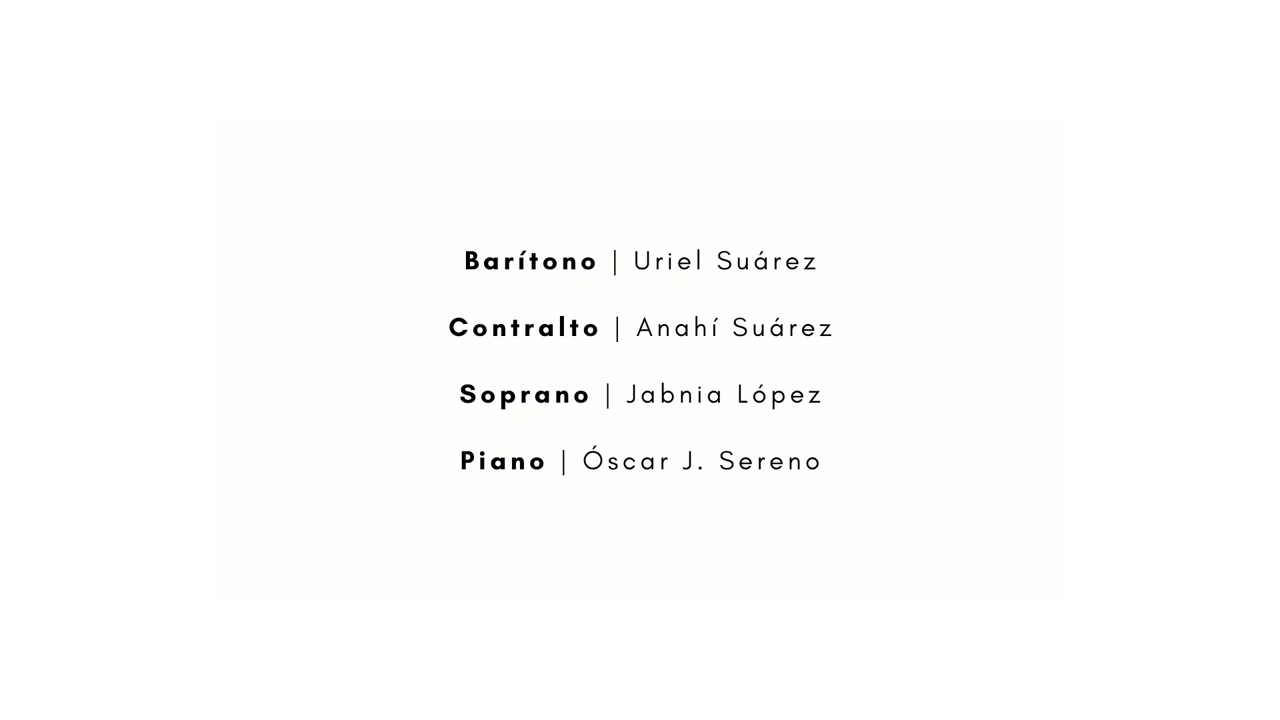 Barítono | Uriel Suárez
Contralto | Anahí Suárez
Soprano | Jabnia López
Piano | Óscar J. Sereno